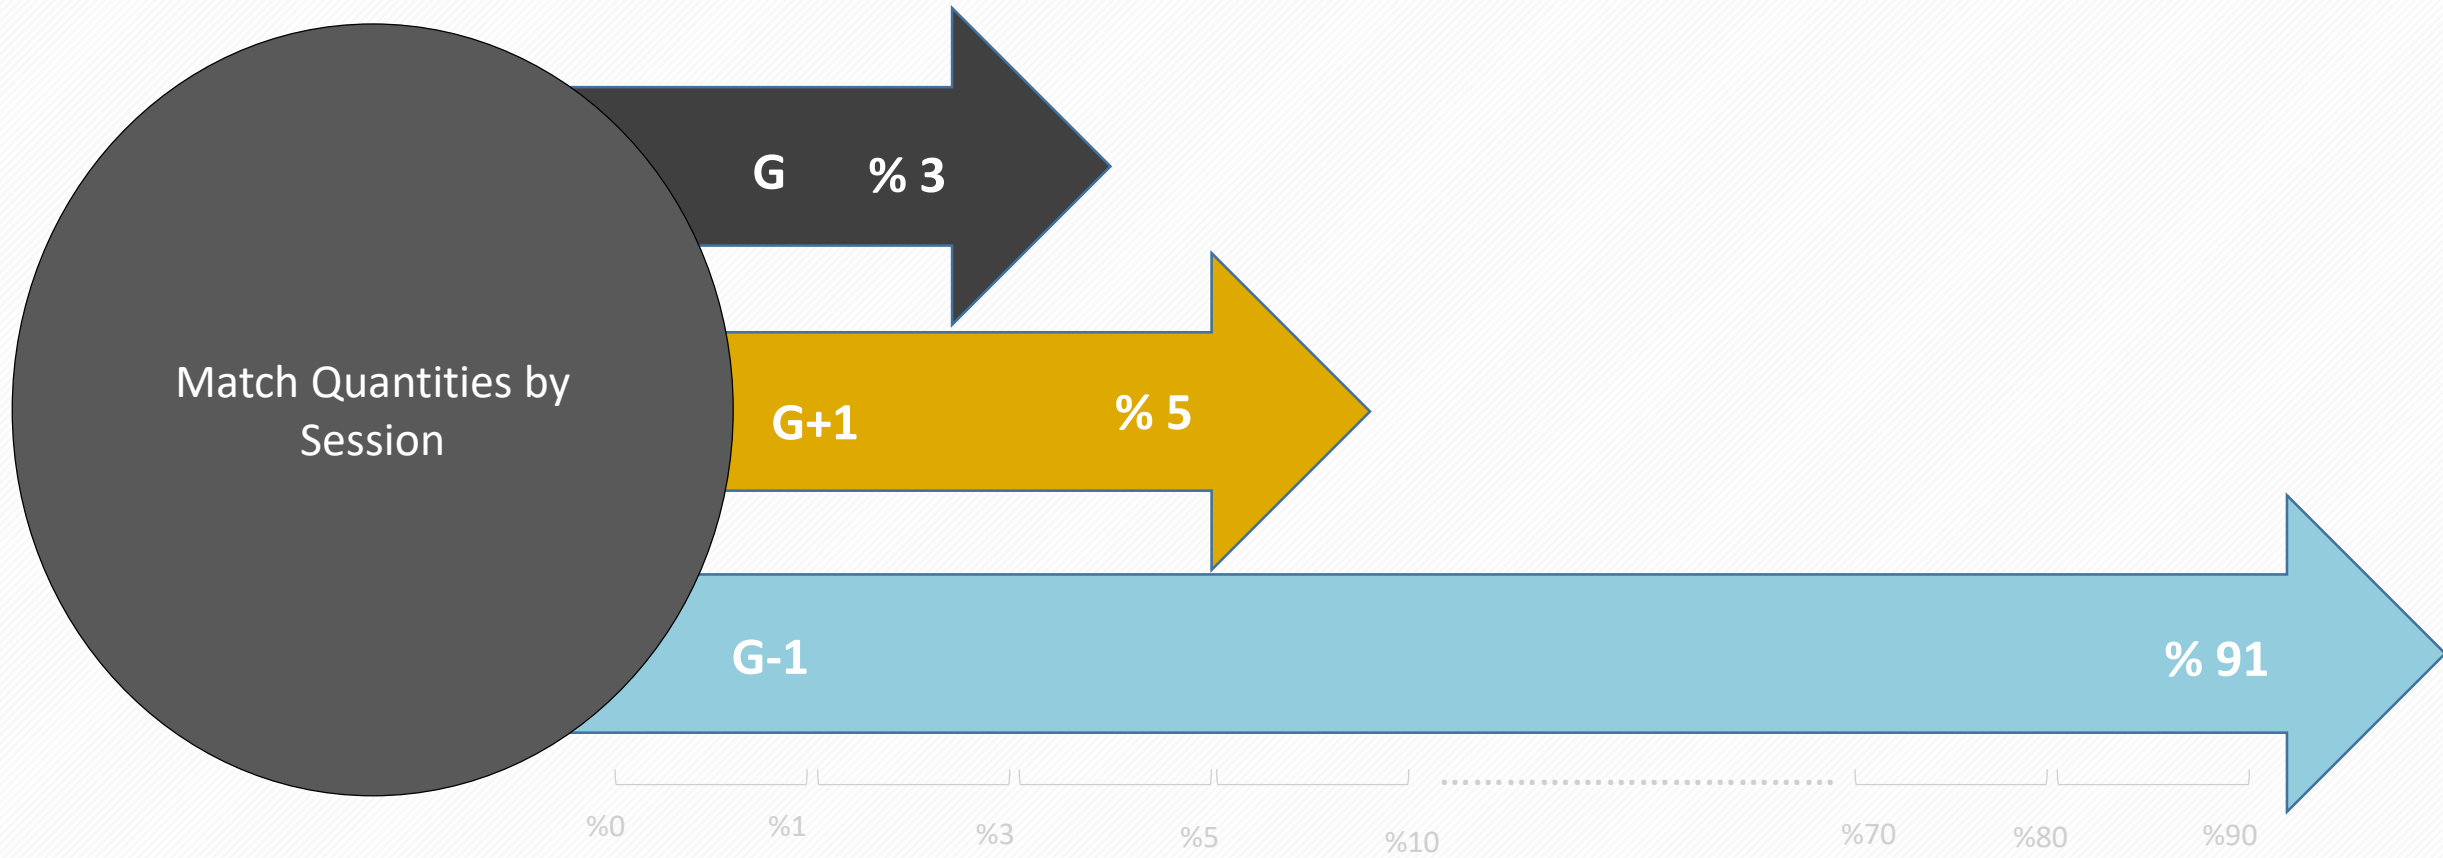 G % 3
Match Quantities by
Session
G+1 % 5
G-1 % 91
%0 %1 %3 %5 %10 %70 %80 %90